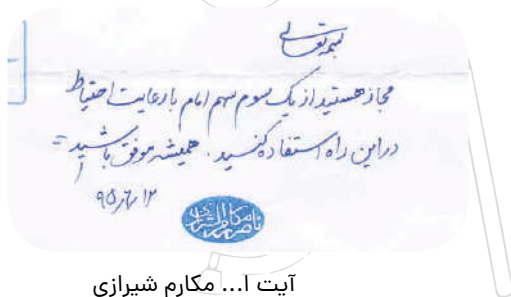 بسمه تعالی
مجاز هستید از یک سوم سهم امام با رعایت احتیاط
در این راه استفاده کنید. همیشه موفق باشید
۹۵٫۶٫۱۲
ناصر مکارم الشیرازی
آیت ا... مکارم شیرازی